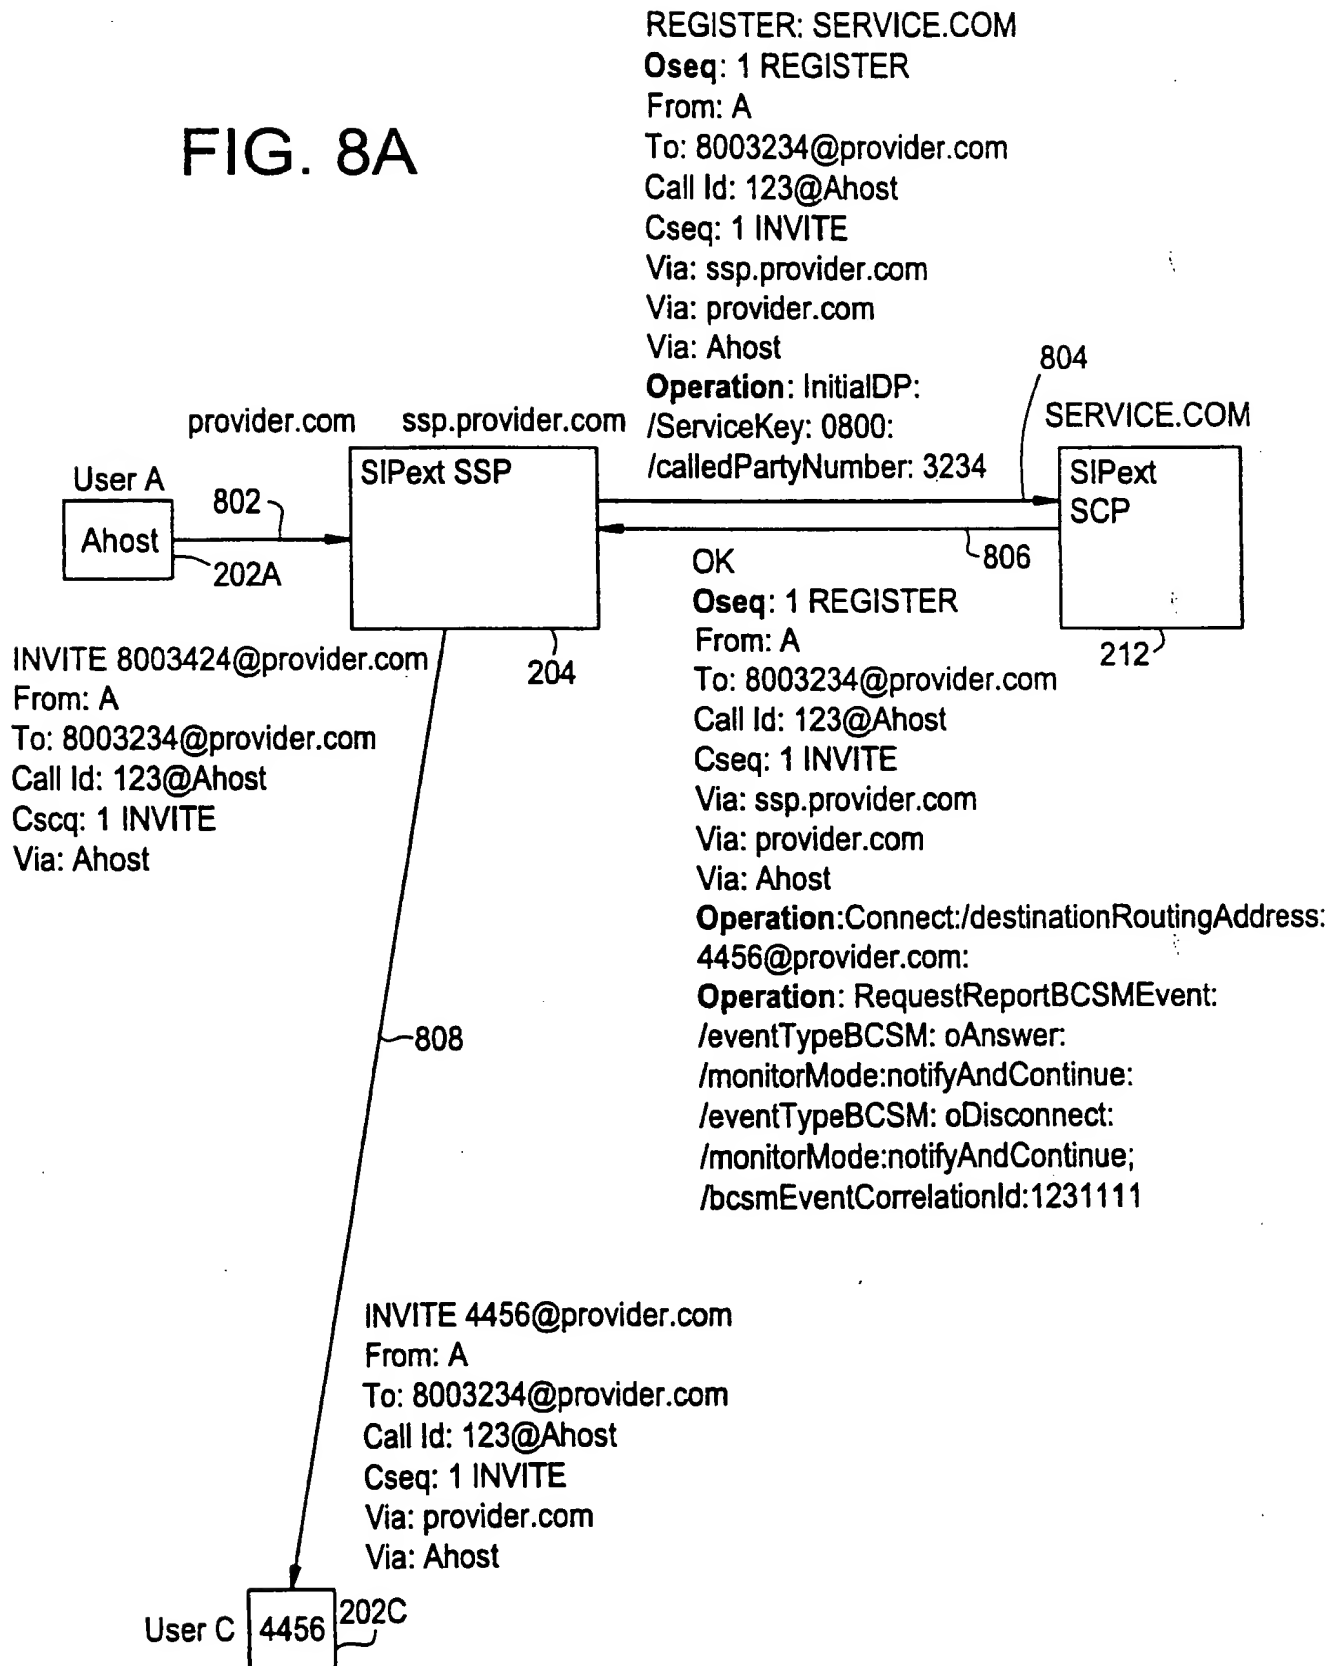 FIG. 8A
REGISTER: SERVICE.COM
Oseq: 1 REGISTER
From: A
To: 8003234@provider.com
Call Id: 123@Ahost
Cseq: 1 INVITE
Via: ssp.provider.com
Via: provider.com
Via: Ahost
Operation: InitialDP:
/ServiceKey: 0800:
/calledPartyNumber: 3234
804
provider.com
ssp.provider.com
SERVICE.COM
User A
Ahost
202A
802
SIPext SSP
204
SIPext
SCP
212
806
INVITE 8003424@provider.com
From: A
To: 8003234@provider.com
Call Id: 123@Ahost
Cscq: 1 INVITE
Via: Ahost
OK
Oseq: 1 REGISTER
From: A
To: 8003234@provider.com
Call Id: 123@Ahost
Cseq: 1 INVITE
Via: ssp.provider.com
Via: provider.com
Via: Ahost
Operation:Connect:/destinationRoutingAddress:
4456@provider.com:
Operation: RequestReportBCSMEvent:
/eventTypeBCSM: oAnswer:
/monitorMode:notifyAndContinue:
/eventTypeBCSM: oDisconnect:
/monitorMode:notifyAndContinue;
/bcsmEventCorrelationId:1231111
808
INVITE 4456@provider.com
From: A
To: 8003234@provider.com
Call Id: 123@Ahost
Cseq: 1 INVITE
Via: provider.com
Via: Ahost
User C
4456
202C